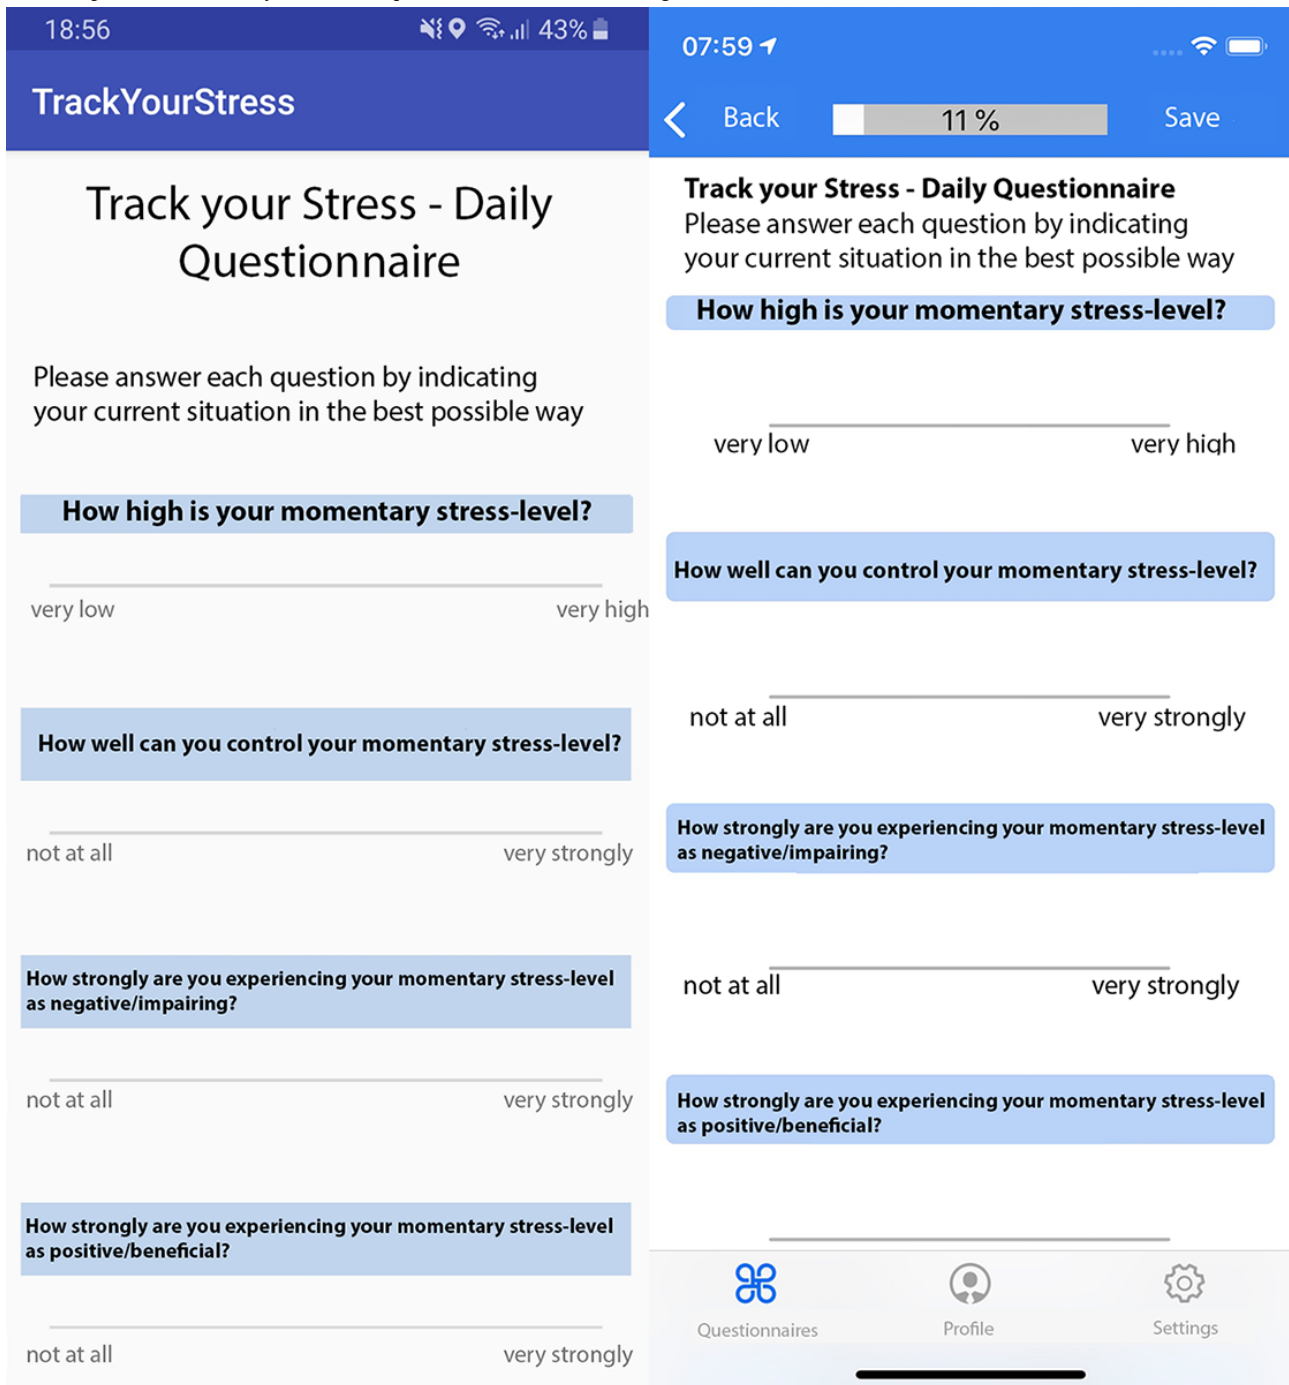 18:56
43%
TrackYourStress
Track your Stress - Daily
Questionnaire
Please answer each question by indicating
your current situation in the best possible way
How high is your momentary stress-level?
very low
very high
How well can you control your momentary stress-level?
not at all
very strongly
How strongly are you experiencing your momentary stress-level
as negative/impairing?
not at all
very strongly
How strongly are you experiencing your momentary stress-level
as positive/beneficial?
not at all
very strongly
07:59
Back
11 %
Save
Track your Stress - Daily Questionnaire
Please answer each question by indicating
your current situation in the best possible way
How high is your momentary stress-level?
very low
very high
How well can you control your momentary stress-level?
not at all
very strongly
How strongly are you experiencing your momentary stress-level
as negative/impairing?
not at all
very strongly
How strongly are you experiencing your momentary stress-level
as positive/beneficial?
Questionnaires
Profile
Settings